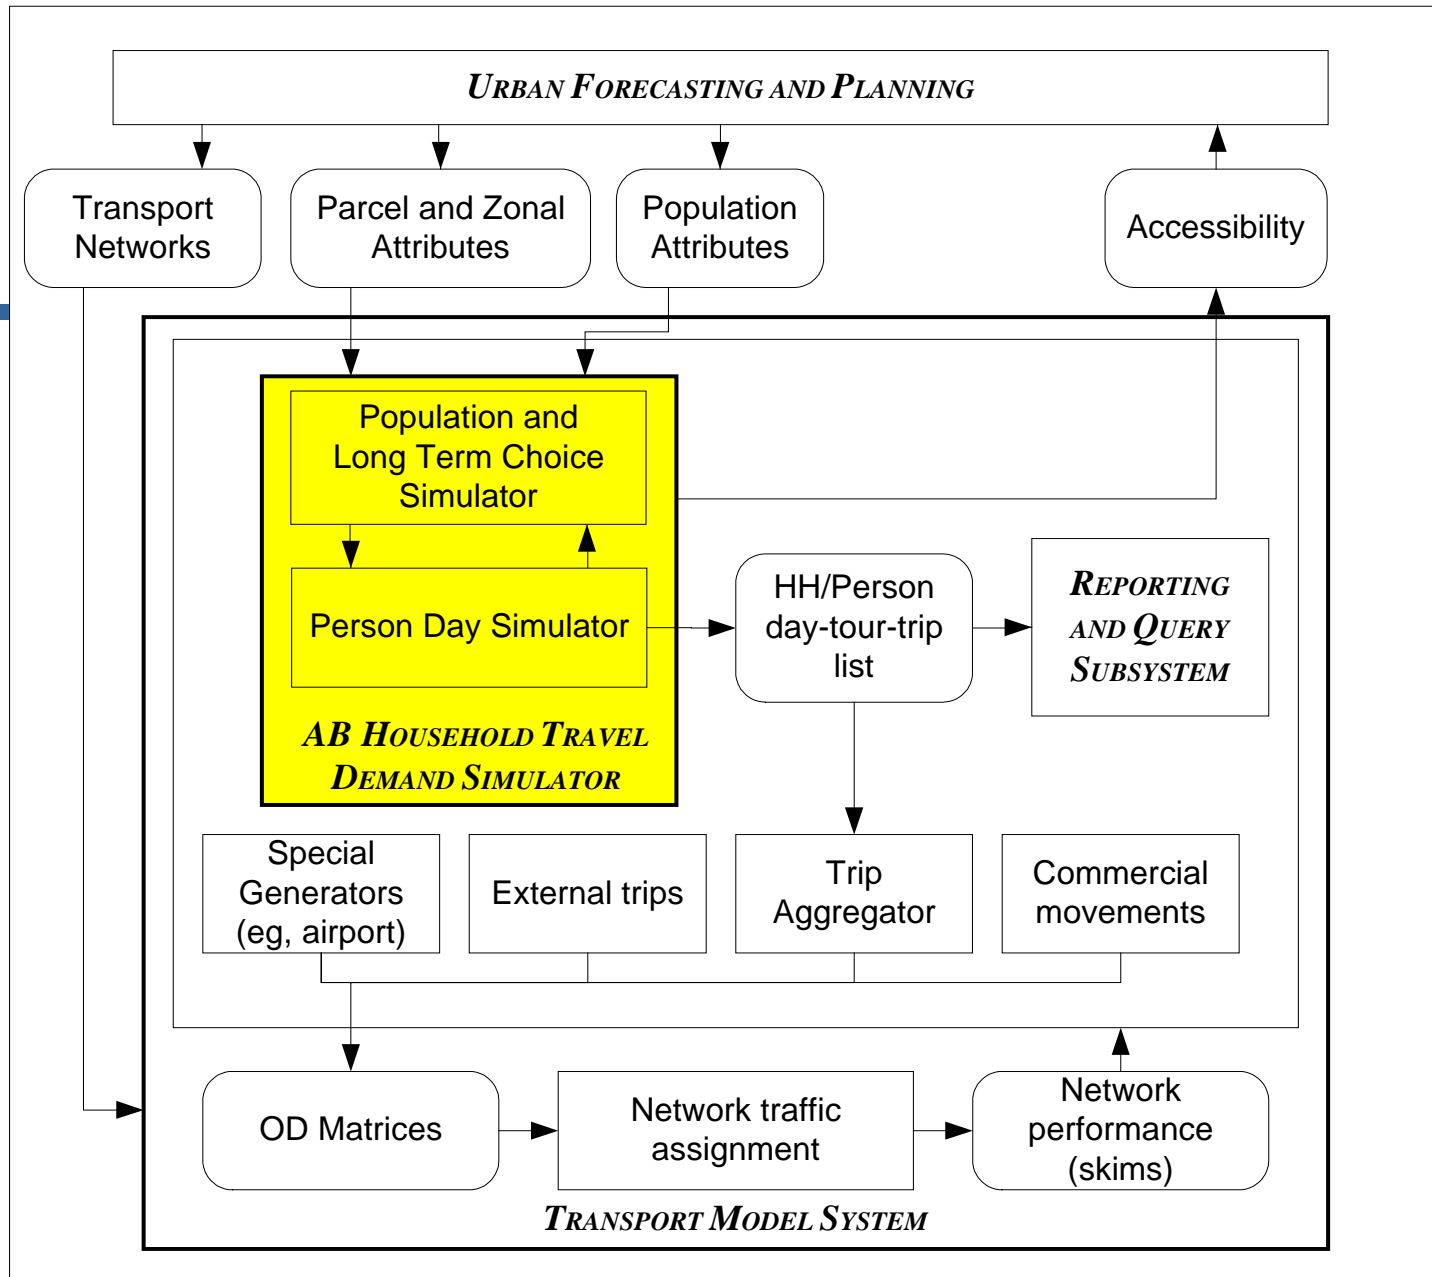 URBAN FORECASTING AND PLANNING
Transport
Networks
Parcel and Zonal
Attributes
Population
Attributes
Accessibility
Population and
Long Term Choice
Simulator
Person Day Simulator
AB HOUSEHOLD TRAVEL
DEMAND SIMULATOR
HH/Person
day-tour-trip
list
REPORTING
AND QUERY
SUBSYSTEM
Special
Generators
(eg, airport)
External trips
Trip
Aggregator
Commercial
movements
OD Matrices
Network traffic
assignment
Network
performance
(skims)
TRANSPORT MODEL SYSTEM